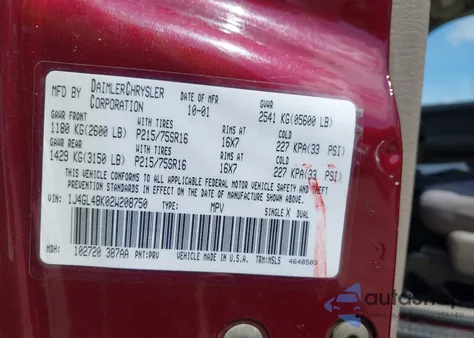 MFD BY DAIMLERCHRYSLER CORPORATION DATE OF MFR 10-01 GVWR 2541 KG(05600 LB)
GAWR FRONT WITH TIRES RIMS AT COLD
1180 KG(2600 LB) P215/75SR16 16X7 227 KPA(33 PSI)
GAWR REAR WITH TIRES RIMS AT COLD
1429 KG(3150 LB) P215/75SR16 16X7 227 KPA(33 PSI)
THIS VEHICLE CONFORMS TO ALL APPLICABLE FEDERAL MOTOR VEHICLE SAFETY AND THEFT
PREVENTION STANDARDS IN EFFECT ON THE DATE OF MANUFACTURE SHOWN ABOVE.
VIN: 1J4GL48K02W208750 TYPE: MPV SINGLE X DUAL
MDH: 102720 387AA PNT:PRV VEHICLE MADE IN U.S.A. TRM:MSL5 4648503
autashop